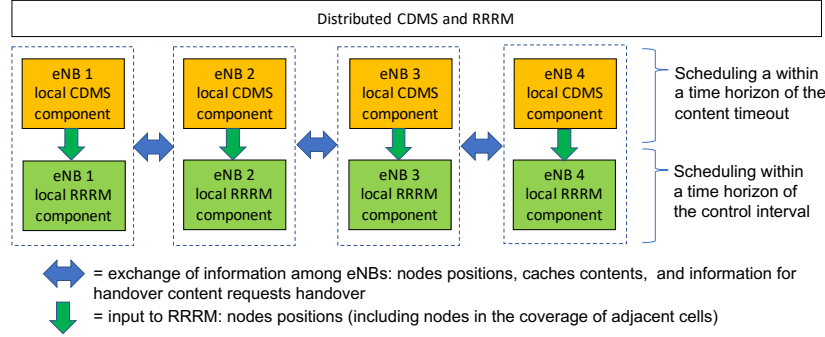 Distributed CDMS and RRRM
eNB 1
local CDMS
component
eNB 2
local CDMS
component
eNB 3
local CDMS
component
eNB 4
local CDMS
component
Scheduling a within
a time horizon of the
content timeout
eNB 1
local RRRM
component
eNB 2
local RRRM
component
eNB 3
local RRRM
component
eNB 4
local RRRM
component
Scheduling within
a time horizon of
the control interval
= exchange of information among eNBs: nodes positions, caches contents, and information for
handover content requests handover
= input to RRRM: nodes positions (including nodes in the coverage of adjacent cells)